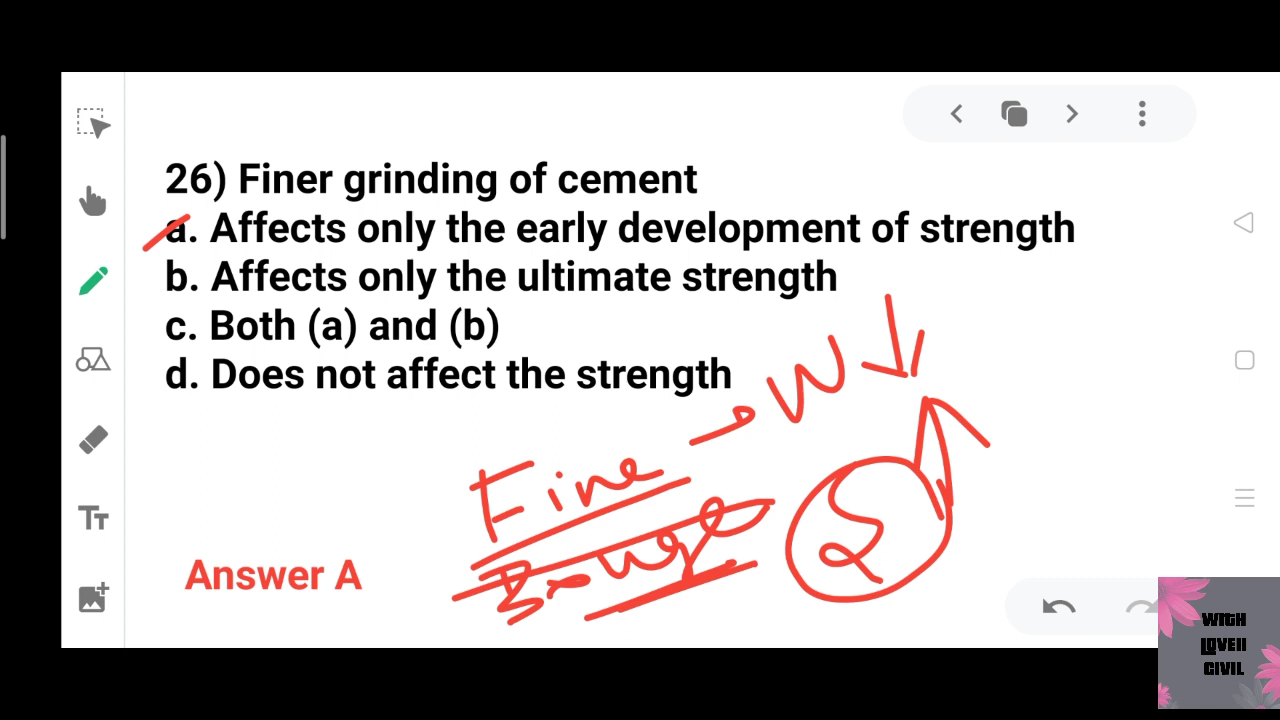 26) Finer grinding of cement
a. Affects only the early development of strength
b. Affects only the ultimate strength
c. Both (a) and (b)
d. Does not affect the strength
Fine → W ↓
S ↑
Answer A
WITH
LOVELL
CIVIL